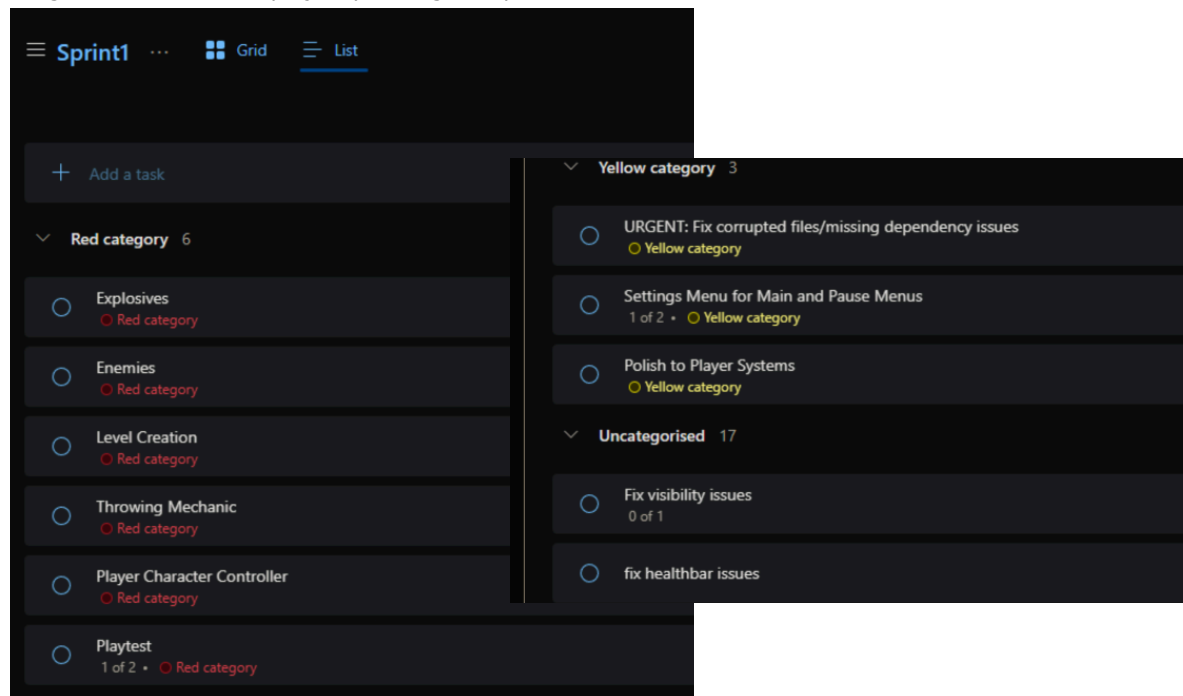 Sprint1 ... Grid List
Add a task
Red category 6
Explosives
Red category
Enemies
Red category
Level Creation
Red category
Throwing Mechanic
Red category
Player Character Controller
Red category
Playtest
1 of 2 • Red category
Yellow category 3
URGENT: Fix corrupted files/missing dependency issues
Yellow category
Settings Menu for Main and Pause Menus
1 of 2 • Yellow category
Polish to Player Systems
Yellow category
Uncategorised 17
Fix visibility issues
0 of 1
fix healthbar issues